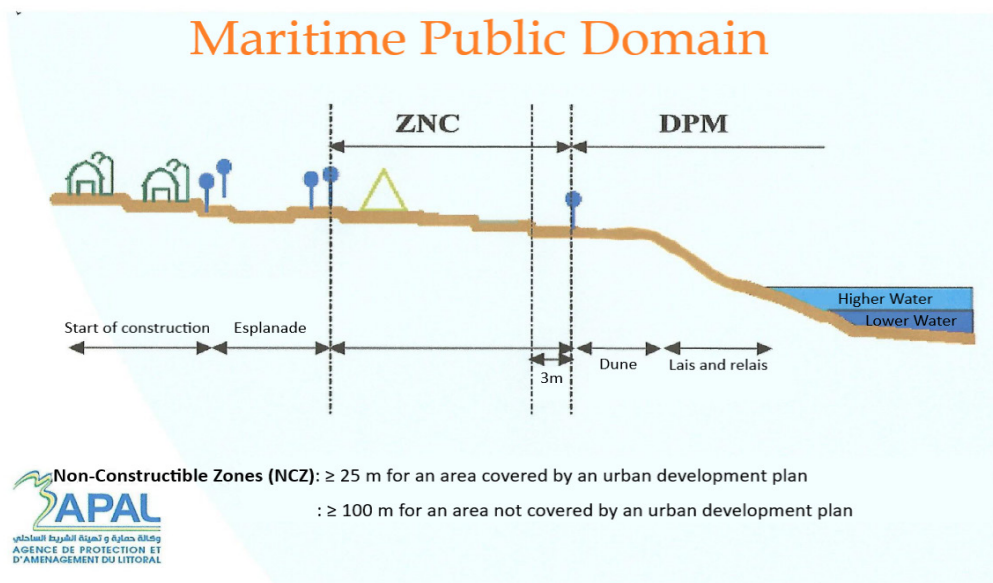 Maritime Public Domain
ZNC
DPM
Higher Water
Lower Water
Start of construction
Esplanade
3m
Dune
Lais and relais
Non-Constructible Zones (NCZ): ≥ 25 m for an area covered by an urban development plan
: ≥ 100 m for an area not covered by an urban development plan
APAL
وكالة حماية و تهيئة الشريط الساحلي
AGENCE DE PROTECTION ET
D'AMENAGEMENT DU LITTORAL